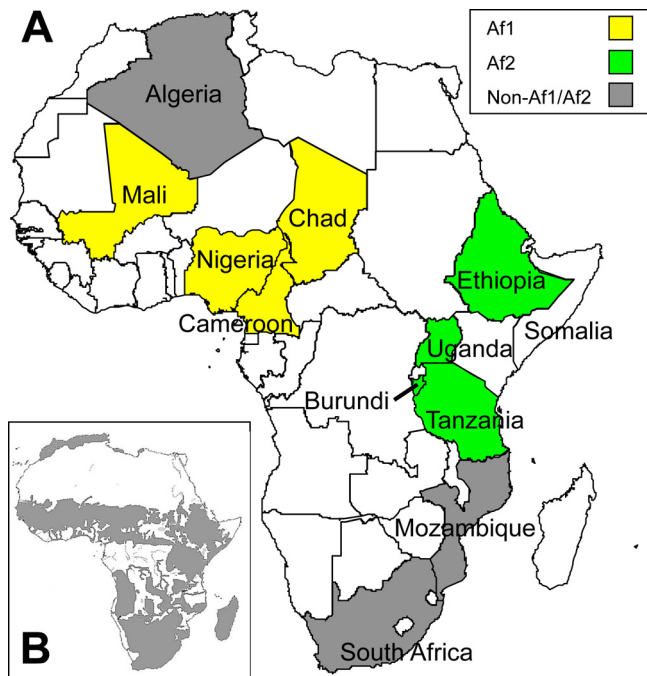 A
Af1
Af2
Non-Af1/Af2
Algeria
Mali
Chad
Nigeria
Ethiopia
Cameroon
Somalia
Uganda
Burundi
Tanzania
Mozambique
South Africa
B